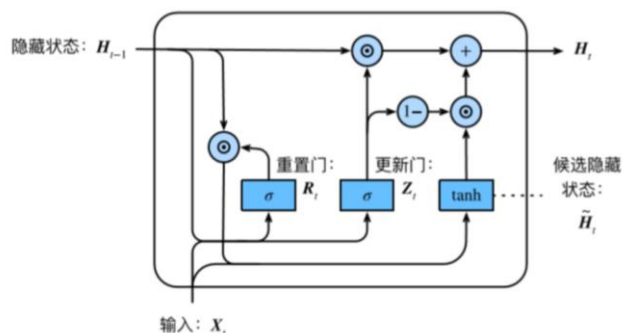 隐藏状态：H_{t-1}
⊙
+
H_t
1−
⊙
⊙
重置门：
更新门：
候选隐藏
σ
R_t
σ
Z_t
tanh
状态：
H̃_t
输入：X_t